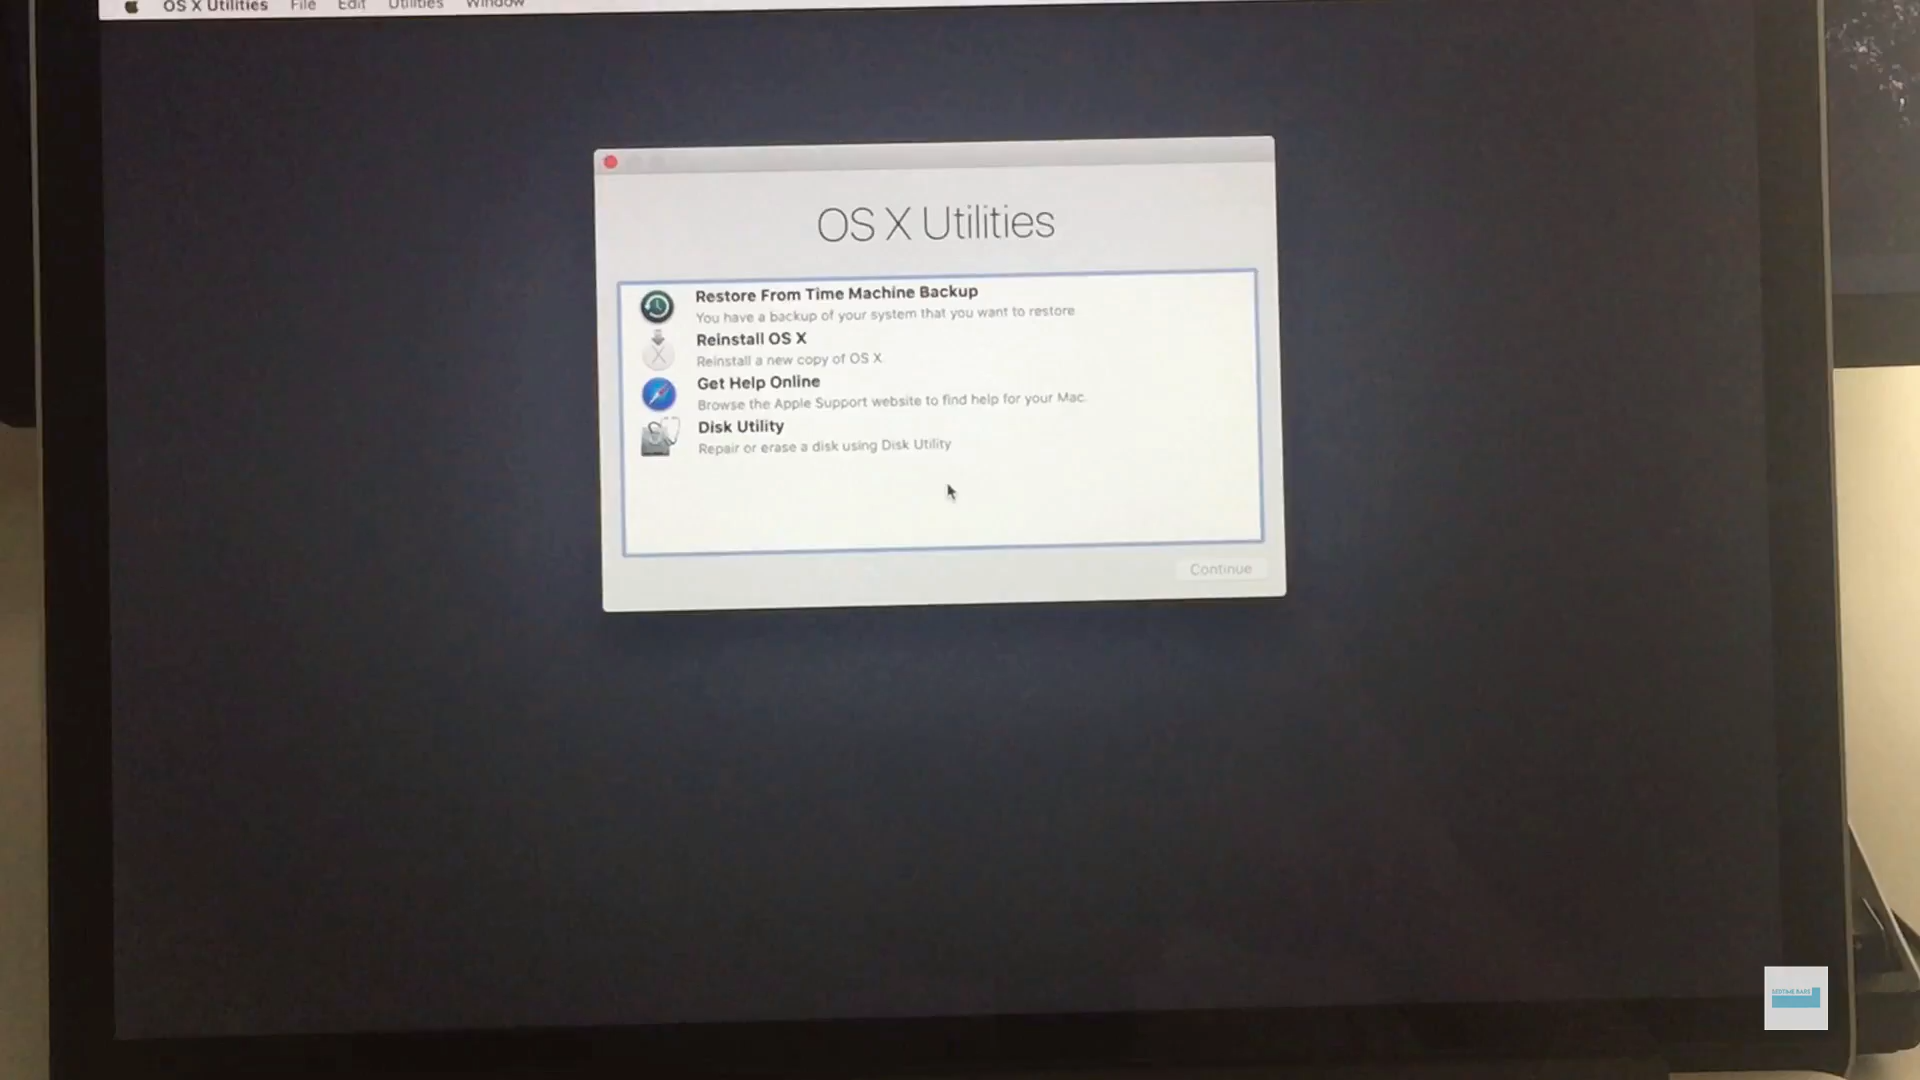 OS X Utilities File Edit Utilities Window
OS X Utilities
Restore From Time Machine Backup
You have a backup of your system that you want to restore
Reinstall OS X
Reinstall a new copy of OS X
Get Help Online
Browse the Apple Support website to find help for your Mac.
Disk Utility
Repair or erase a disk using Disk Utility
Continue